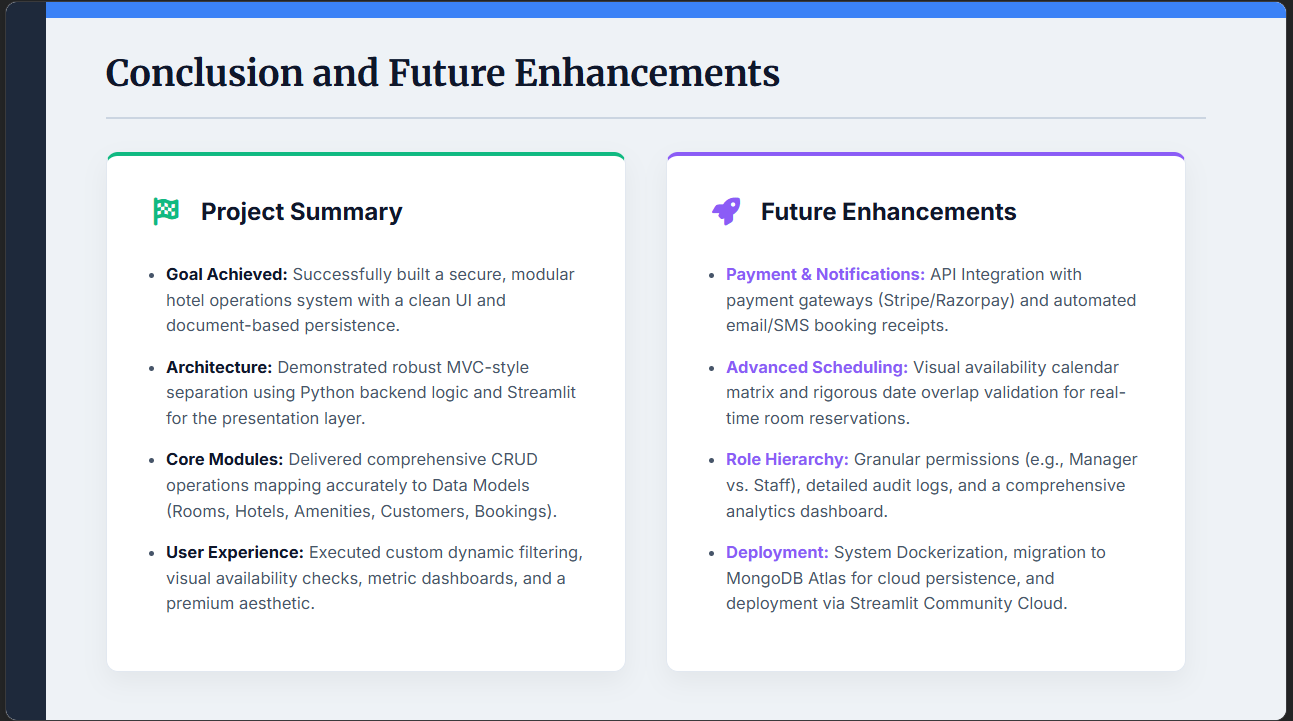 Conclusion and Future Enhancements
Project Summary
• Goal Achieved: Successfully built a secure, modular
hotel operations system with a clean UI and
document-based persistence.
• Architecture: Demonstrated robust MVC-style
separation using Python backend logic and Streamlit
for the presentation layer.
• Core Modules: Delivered comprehensive CRUD
operations mapping accurately to Data Models
(Rooms, Hotels, Amenities, Customers, Bookings).
• User Experience: Executed custom dynamic filtering,
visual availability checks, metric dashboards, and a
premium aesthetic.
Future Enhancements
• Payment & Notifications: API Integration with
payment gateways (Stripe/Razorpay) and automated
email/SMS booking receipts.
• Advanced Scheduling: Visual availability calendar
matrix and rigorous date overlap validation for real-
time room reservations.
• Role Hierarchy: Granular permissions (e.g., Manager
vs. Staff), detailed audit logs, and a comprehensive
analytics dashboard.
• Deployment: System Dockerization, migration to
MongoDB Atlas for cloud persistence, and
deployment via Streamlit Community Cloud.